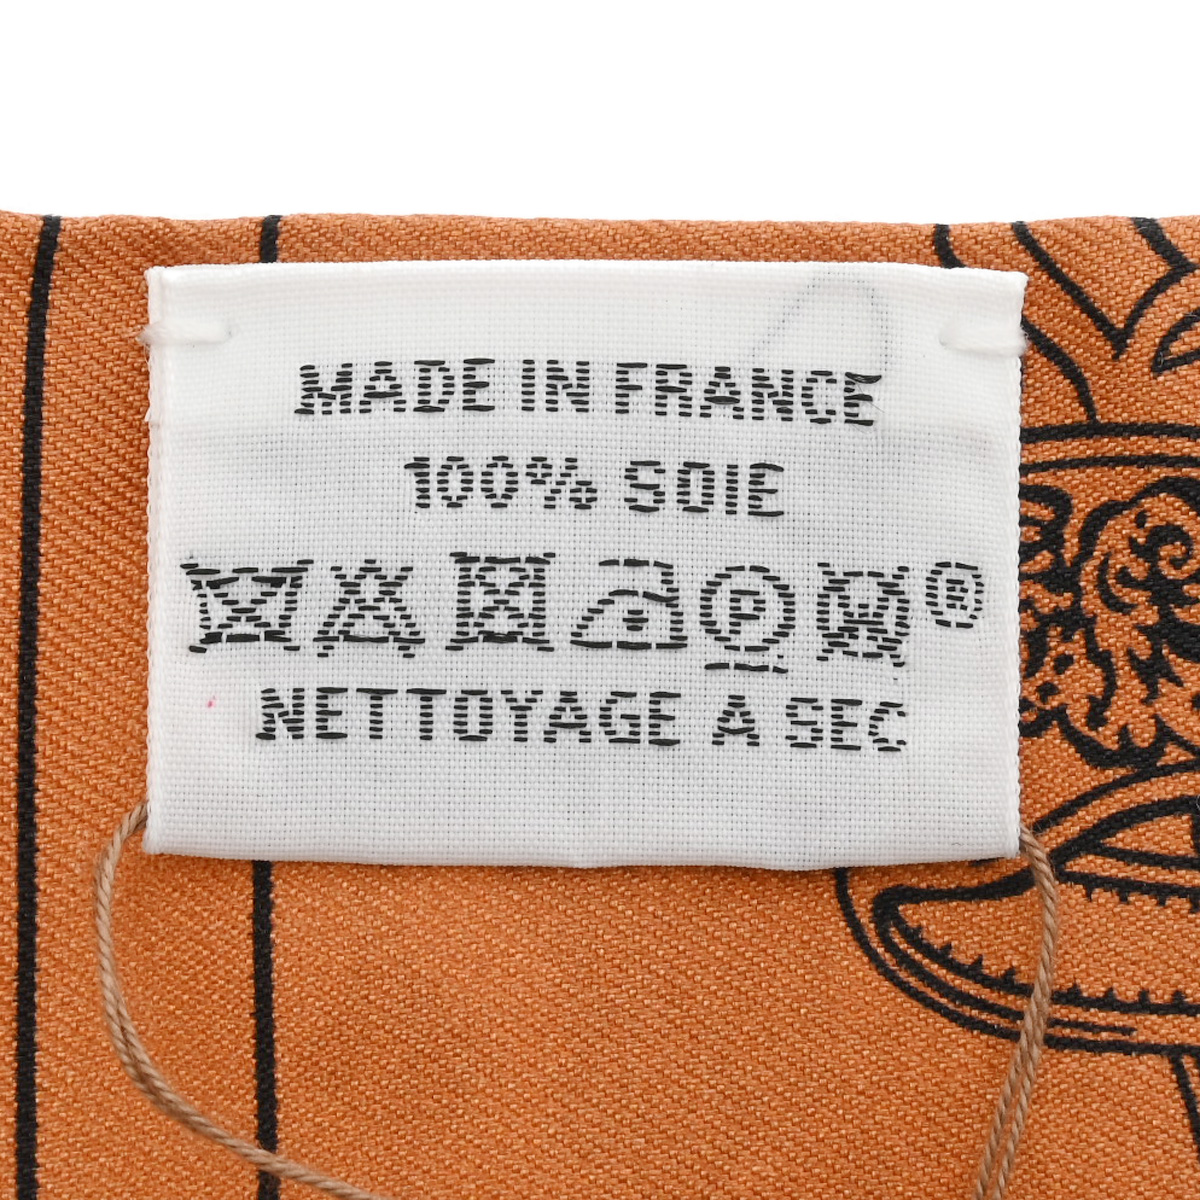 MADE IN FRANCE
100% SOIE
P W ®
NETTOYAGE A SEC